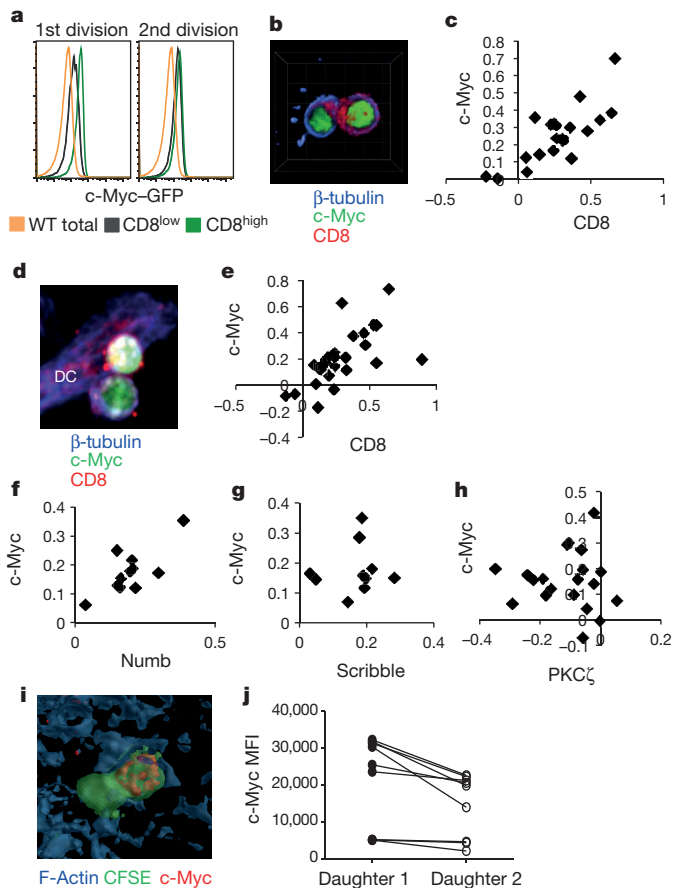 a
1st division 2nd division
c-Myc–GFP
WT total CD8low CD8high
b
β-tubulin
c-Myc
CD8
c
c-Myc
0.8
0.7
0.6
0.5
0.4
0.3
0.2
0.1
0
−0.5 0 0.5 1
CD8
d
DC
β-tubulin
c-Myc
CD8
e
c-Myc
0.8
0.6
0.4
0.2
0
−0.2
−0.4
−0.5 0 0.5 1
CD8
f
c-Myc
0.4
0.3
0.2
0.1
0
0 0.5
Numb
g
c-Myc
0.4
0.3
0.2
0.1
0
0 0.2 0.4
Scribble
h
c-Myc
0.5
0.4
0.3
0.2
0.1
0
−0.1
−0.4 −0.2 0 0.2
PKCζ
i
F-Actin CFSE c-Myc
j
c-Myc MFI
40,000
30,000
20,000
10,000
0
Daughter 1 Daughter 2